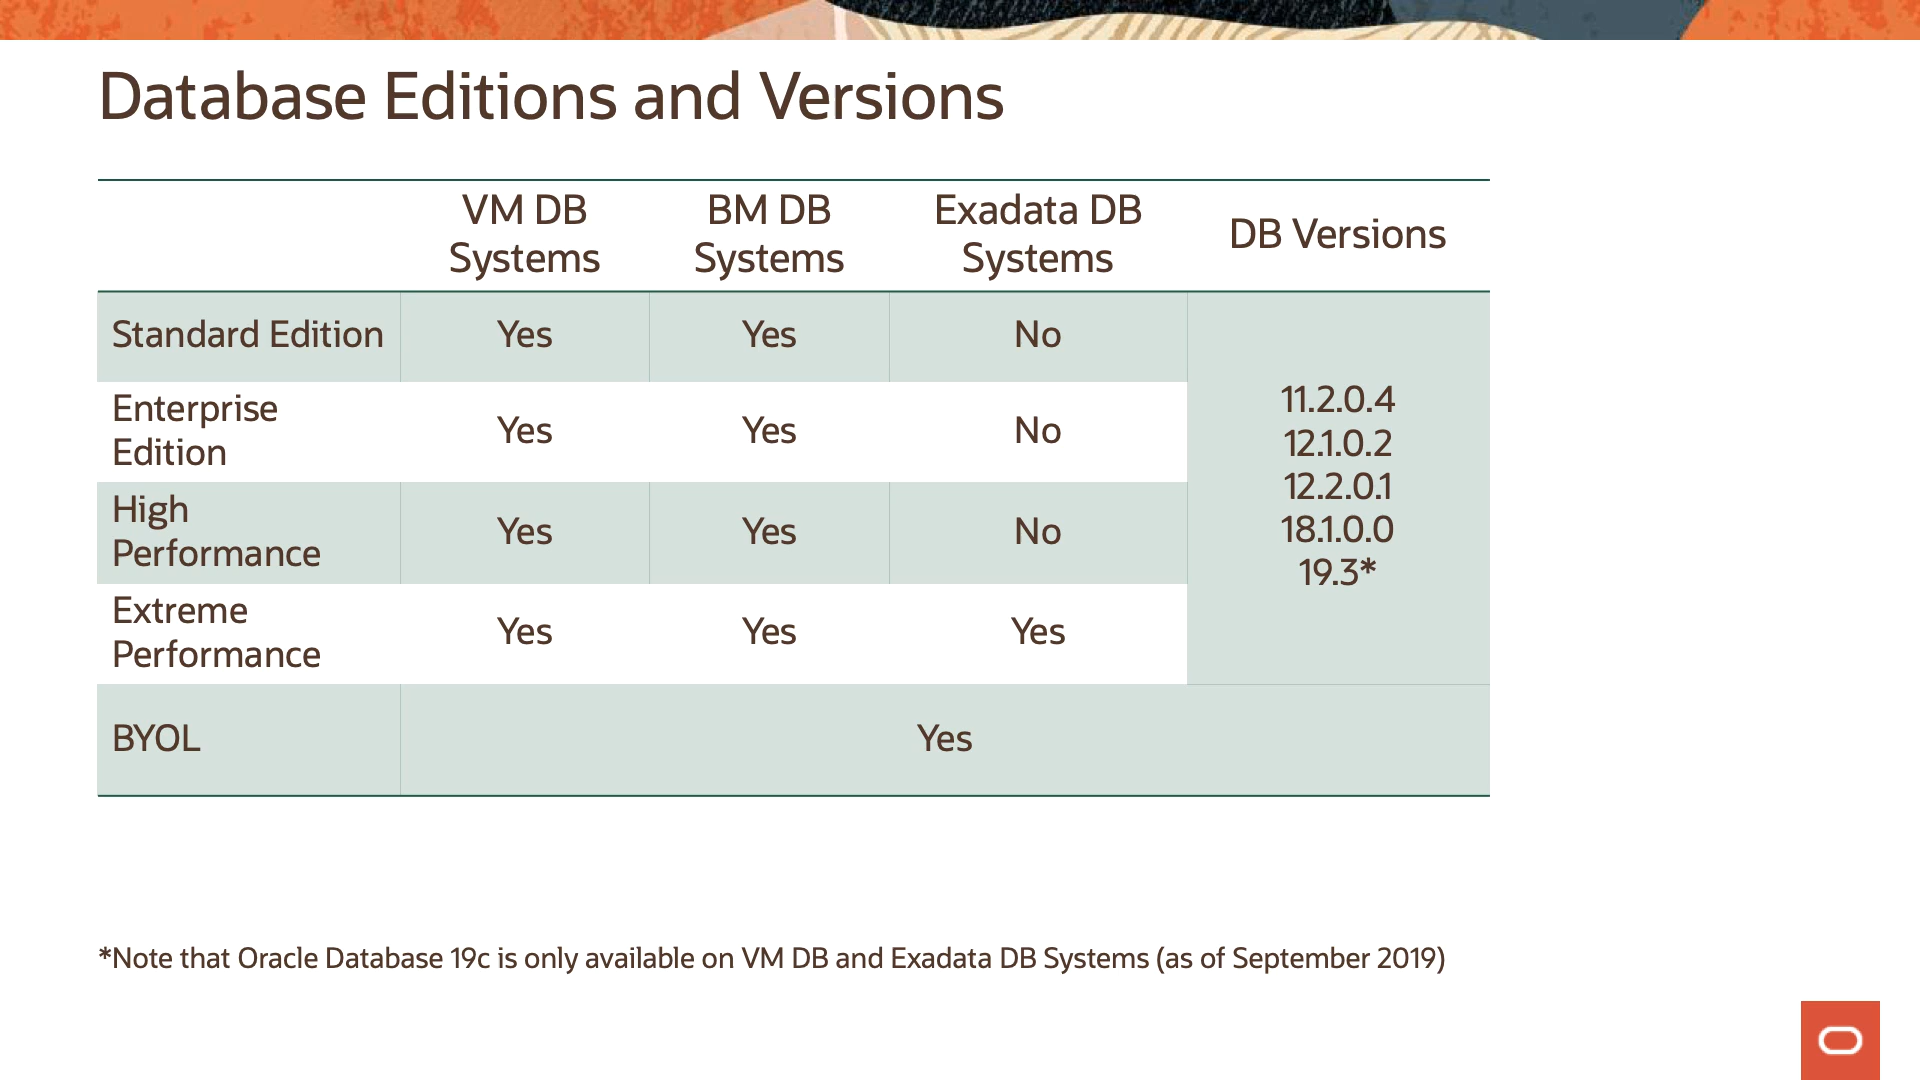 Database Editions and Versions
VM DB Systems
BM DB Systems
Exadata DB Systems
DB Versions
Standard Edition
Yes
Yes
No
Enterprise Edition
Yes
Yes
No
High Performance
Yes
Yes
No
Extreme Performance
Yes
Yes
Yes
11.2.0.4
12.1.0.2
12.2.0.1
18.1.0.0
19.3*
BYOL
Yes
*Note that Oracle Database 19c is only available on VM DB and Exadata DB Systems (as of September 2019)